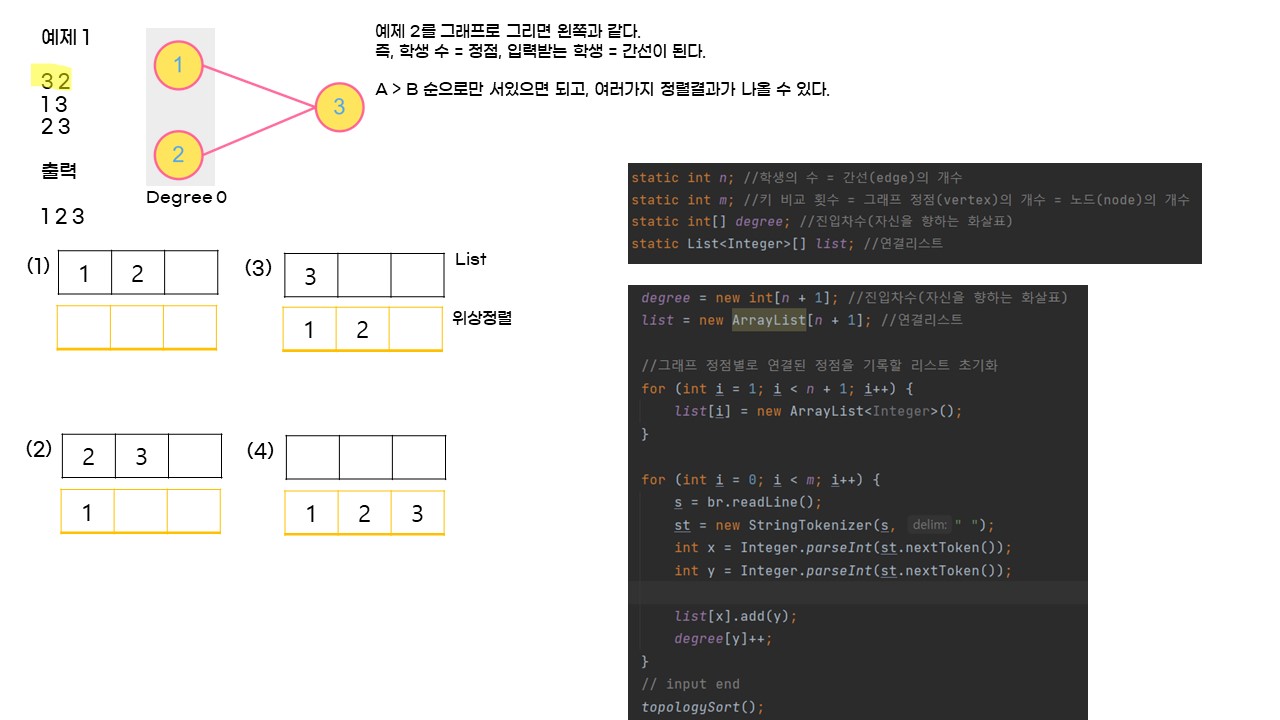 예제 1
3 2
1 3
2 3
출력
1 2 3
1
2
3
Degree 0
예제 2를 그래프로 그리면 왼쪽과 같다.
즉, 학생 수 = 정점, 입력받는 학생 = 간선이 된다.
A > B 순으로만 서있으면 되고, 여러가지 정렬결과가 나올 수 있다.
(1)
1 2
(3)
3
List
1 2
위상정렬
(2)
2 3
1
(4)
1 2 3
static int n; //학생의 수 = 간선(edge)의 개수
static int m; //키 비교 횟수 = 그래프 정점(vertex)의 개수 = 노드(node)의 개수
static int[] degree; //진입차수(자신을 향하는 화살표)
static List<Integer>[] list; //연결리스트
degree = new int[n + 1]; //진입차수(자신을 향하는 화살표)
list = new ArrayList[n + 1]; //연결리스트
//그래프 정점별로 연결된 정점을 기록할 리스트 초기화
for (int i = 1; i < n + 1; i++) {
list[i] = new ArrayList<Integer>();
}
for (int i = 0; i < m; i++) {
s = br.readLine();
st = new StringTokenizer(s, delim: " ");
int x = Integer.parseInt(st.nextToken());
int y = Integer.parseInt(st.nextToken());
list[x].add(y);
degree[y]++;
}
// input end
topologySort();